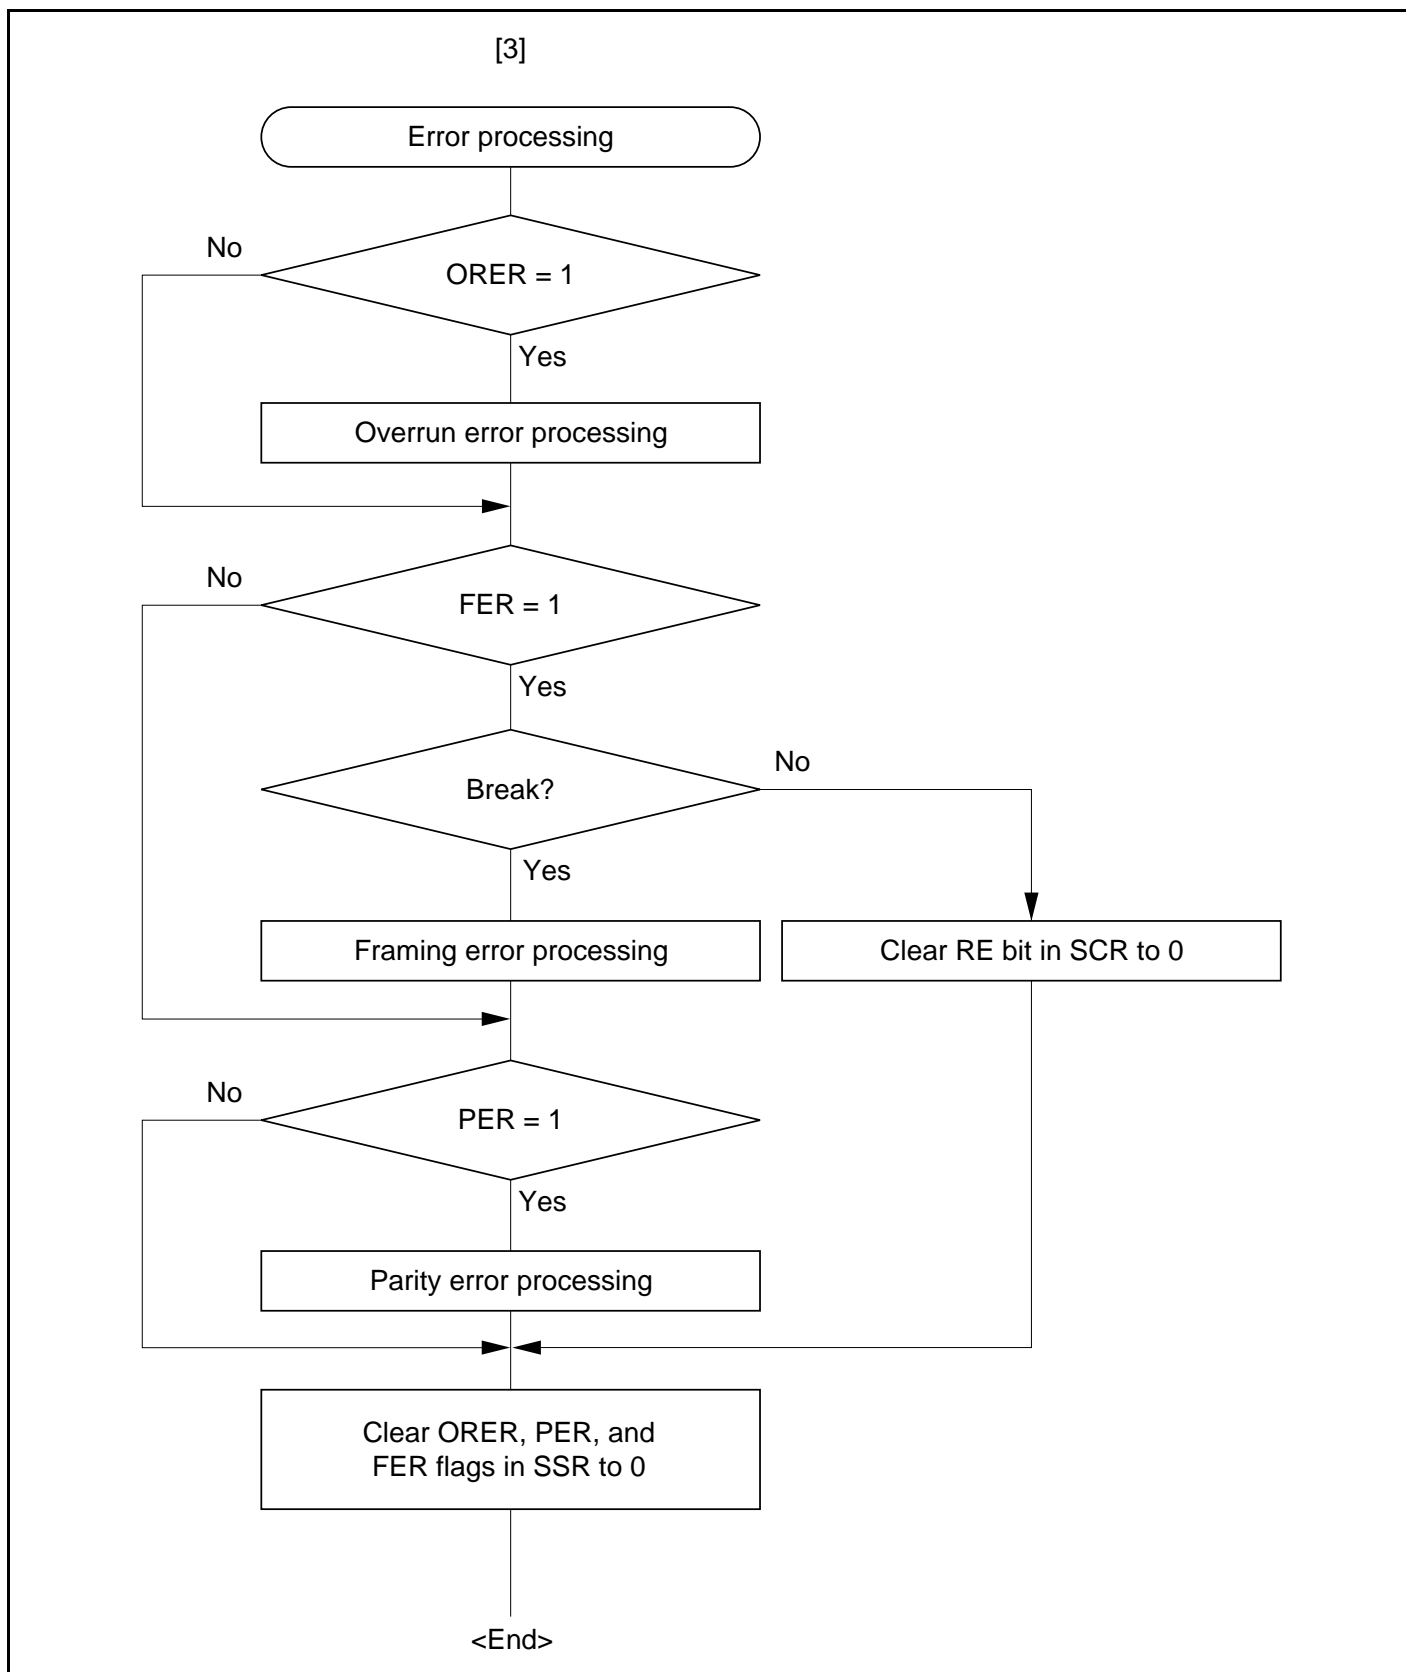 [3]
Error processing
No
ORER = 1
Yes
Overrun error processing
No
FER = 1
Yes
No
Break?
Yes
Framing error processing
Clear RE bit in SCR to 0
No
PER = 1
Yes
Parity error processing
Clear ORER, PER, and
FER flags in SSR to 0
<End>